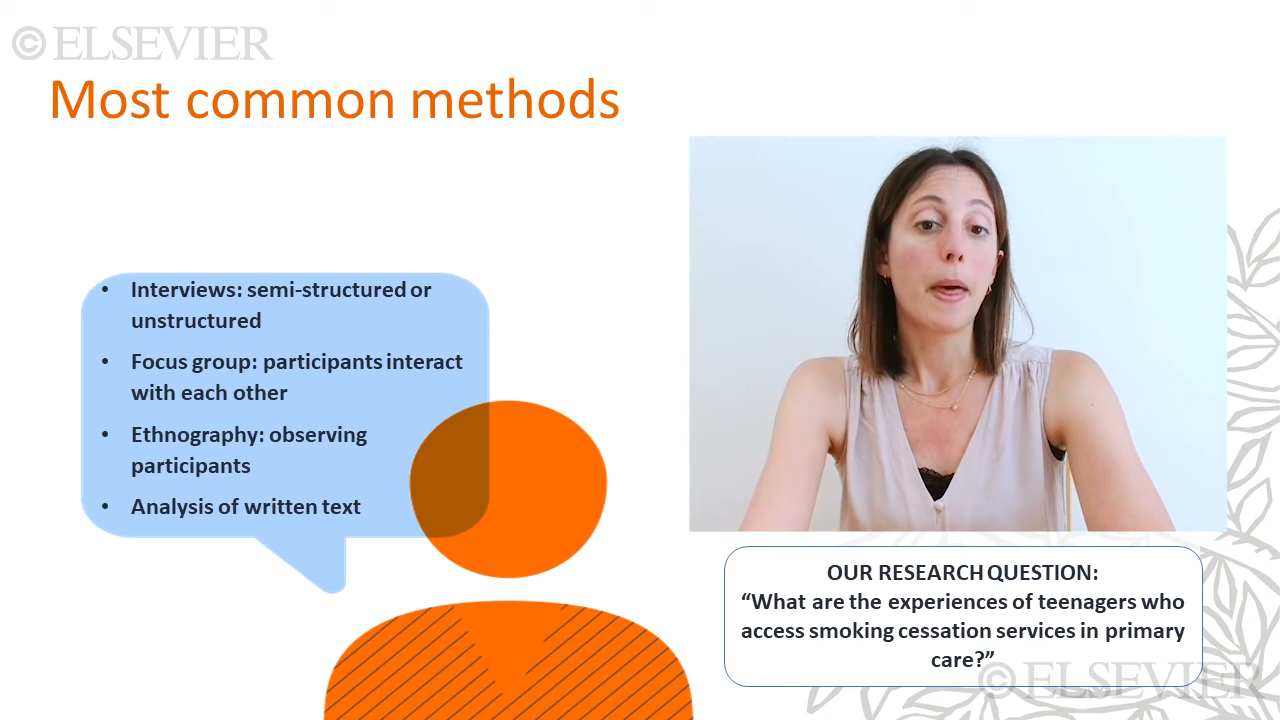 © ELSEVIER
Most common methods
• Interviews: semi-structured or
unstructured
• Focus group: participants interact
with each other
• Ethnography: observing
participants
• Analysis of written text
OUR RESEARCH QUESTION:
“What are the experiences of teenagers who
access smoking cessation services in primary
care?”
© ELSEVIER